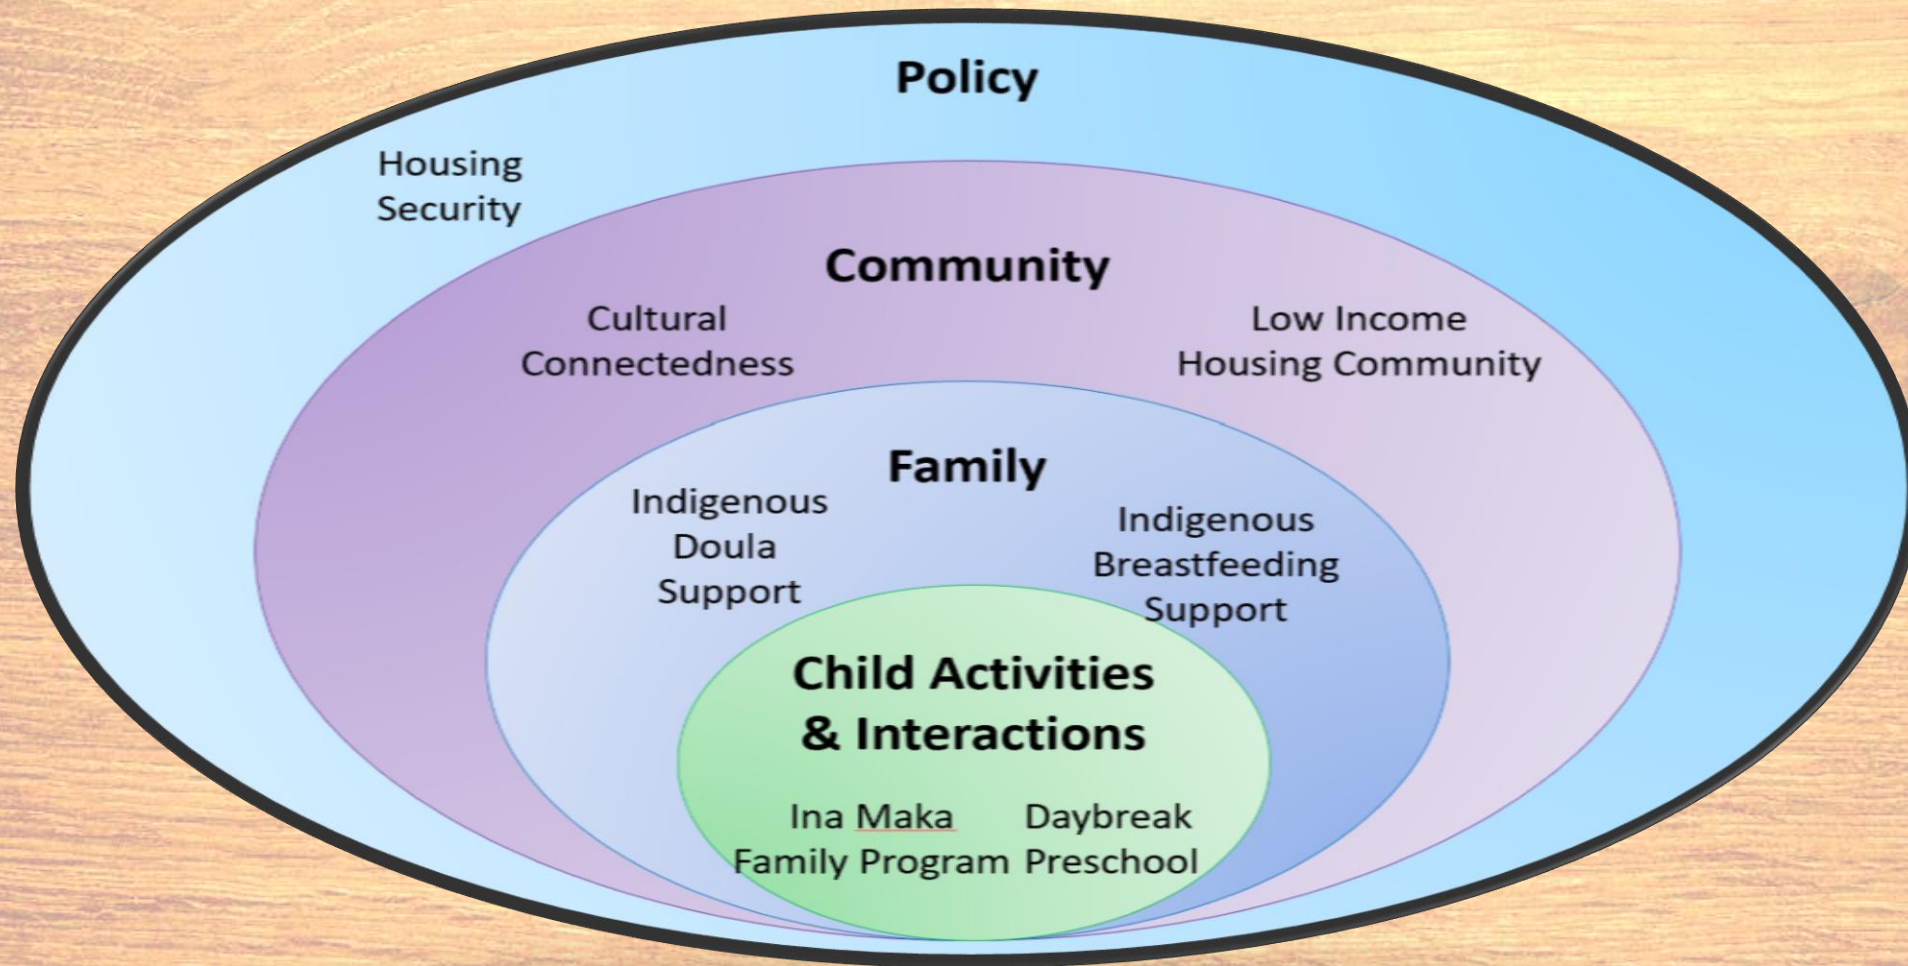 Policy
Housing
Security
Community
Cultural
Connectedness
Low Income
Housing Community
Family
Indigenous
Doula
Support
Indigenous
Breastfeeding
Support
Child Activities
& Interactions
Ina Maka
Family Program
Daybreak
Preschool